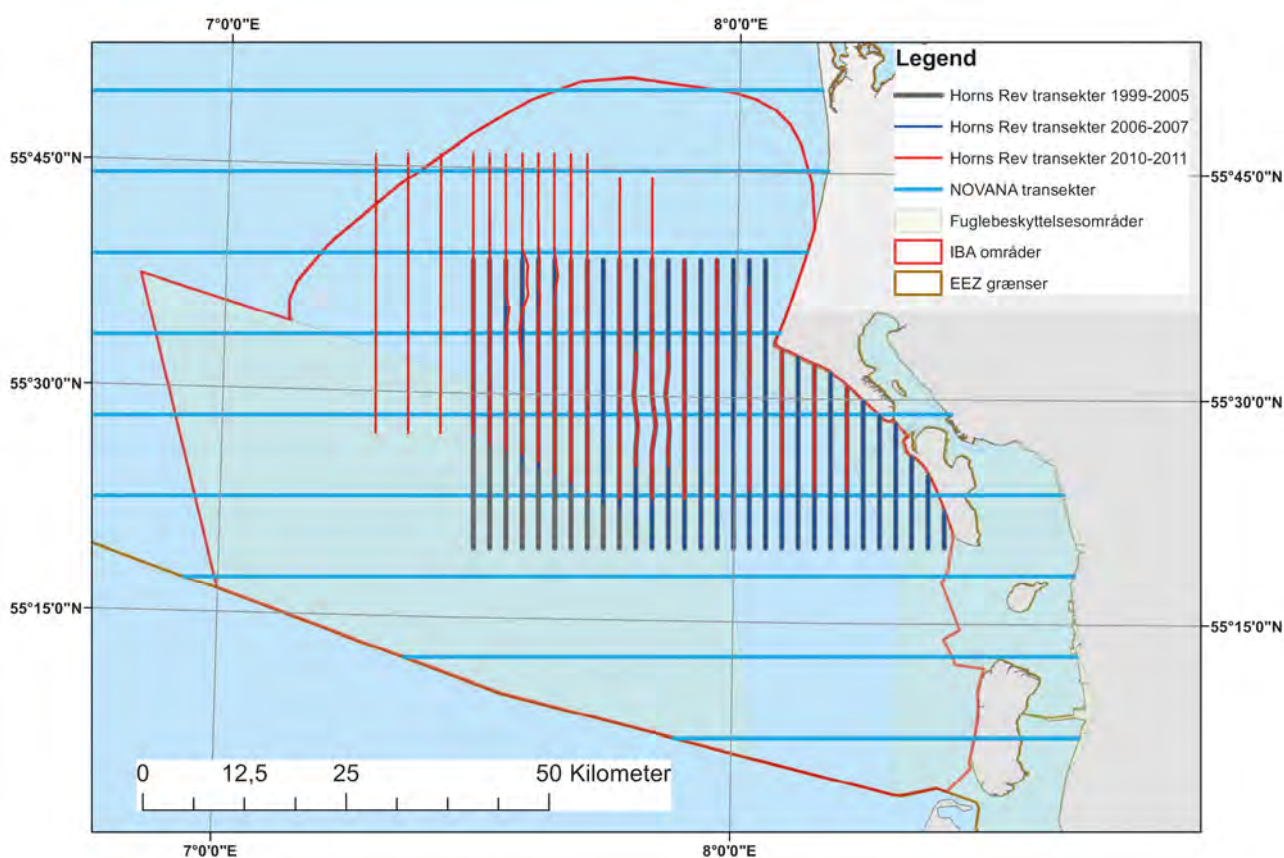 7°0'0"E 8°0'0"E
Legend
Horns Rev transekter 1999-2005
Horns Rev transekter 2006-2007
Horns Rev transekter 2010-2011
NOVANA transekter
Fuglebeskyttelsesområder
IBA områder
EEZ grænser
55°45'0"N 55°45'0"N
55°30'0"N 55°30'0"N
55°15'0"N 55°15'0"N
0 12,5 25 50 Kilometer
7°0'0"E 8°0'0"E